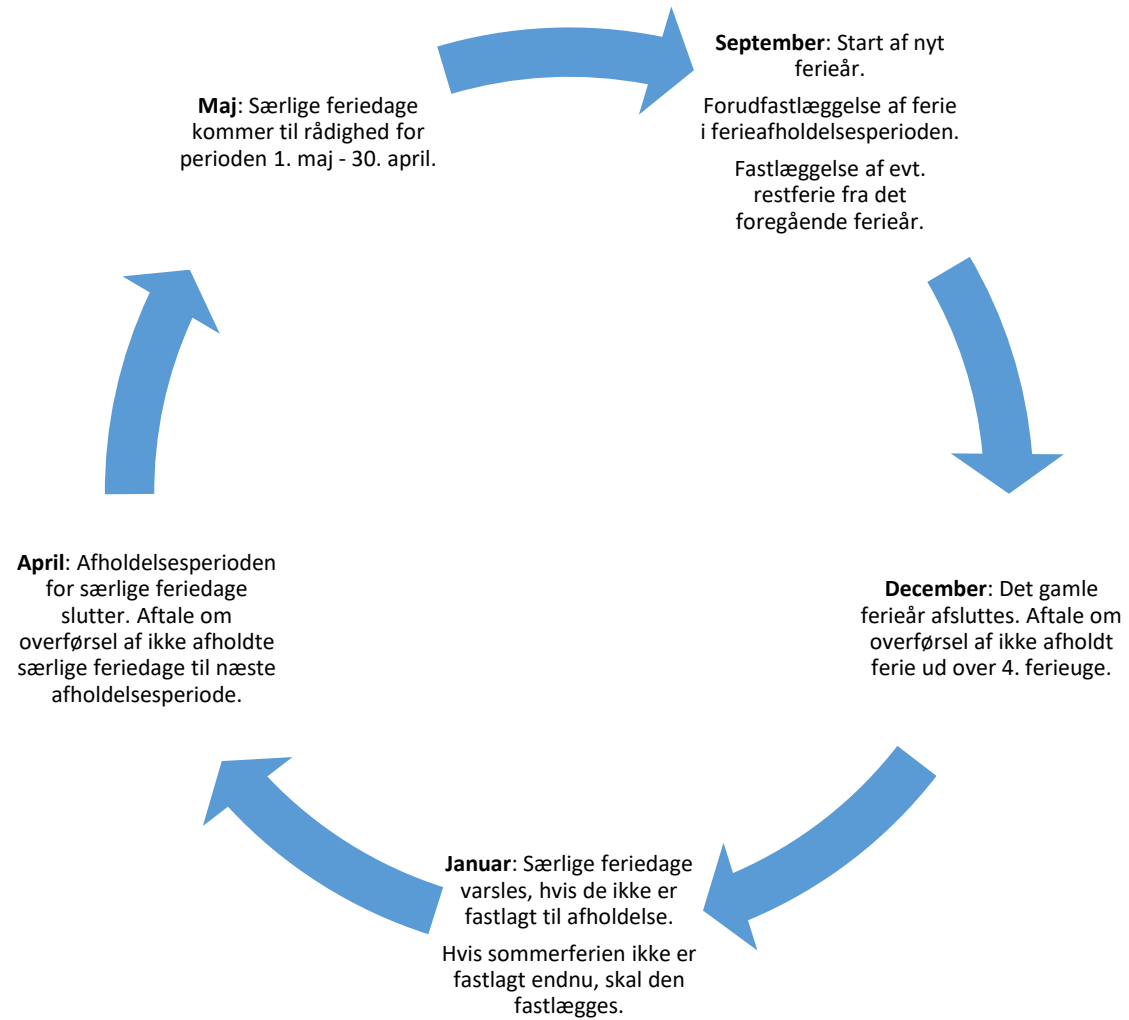 September: Start af nyt
ferieår.
Forudfastlæggelse af ferie
i ferieafholdelsesperioden.
Fastlæggelse af evt.
restferie fra det
foregående ferieår.
December: Det gamle
ferieår afsluttes. Aftale om
overførsel af ikke afholdt
ferie ud over 4. ferieuge.
Januar: Særlige feriedage
varsles, hvis de ikke er
fastlagt til afholdelse.
Hvis sommerferien ikke er
fastlagt endnu, skal den
fastlægges.
April: Afholdelsesperioden
for særlige feriedage
slutter. Aftale om
overførsel af ikke afholdte
særlige feriedage til næste
afholdelsesperiode.
Maj: Særlige feriedage
kommer til rådighed for
perioden 1. maj - 30. april.